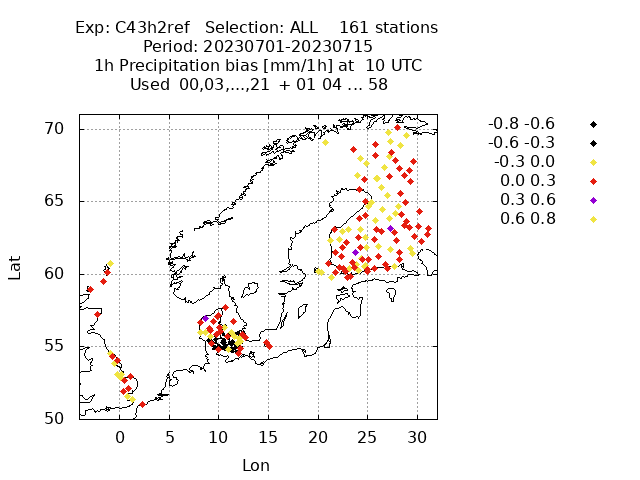 Exp: C43h2ref   Selection: ALL    161 stations
Period: 20230701-20230715
1h Precipitation bias [mm/1h] at  10 UTC
Used  00,03,...,21  + 01 04 ... 58
-0.8 -0.6
-0.6 -0.3
-0.3 0.0
0.0 0.3
0.3 0.6
0.6 0.8
70
65
60
55
50
Lat
0 5 10 15 20 25 30
Lon